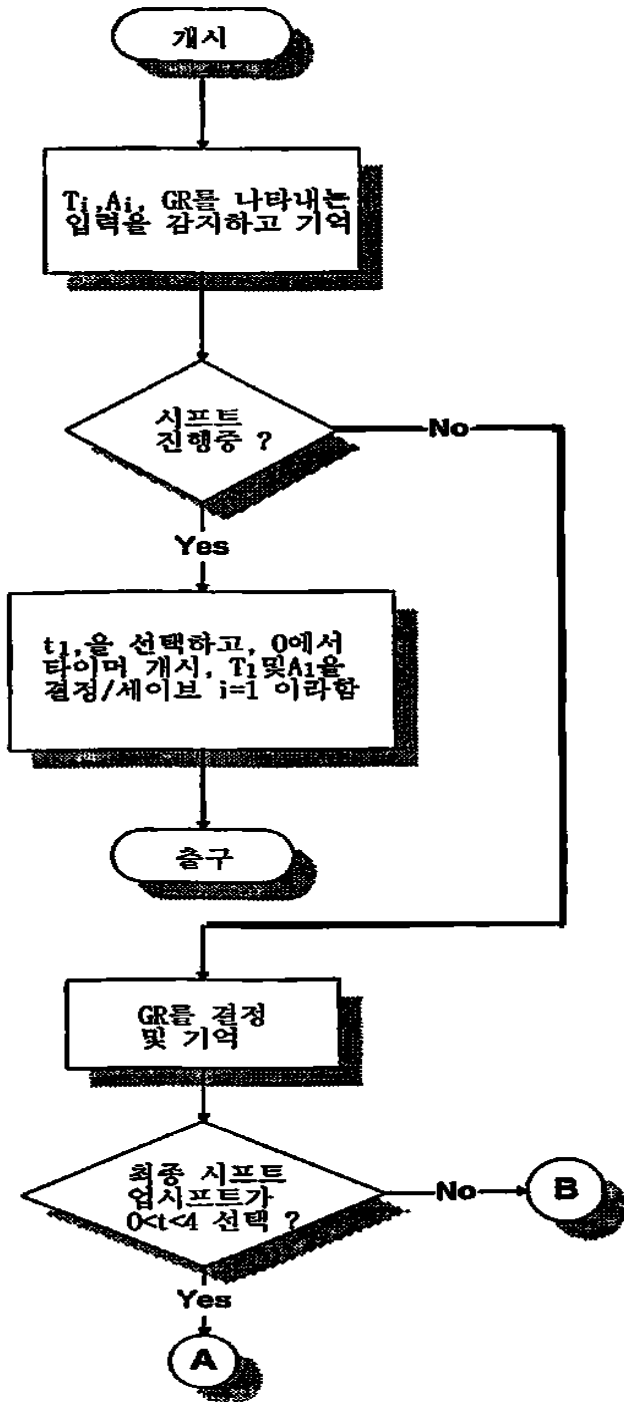 개시
Ti,Ai, GR를 나타내는
입력을 감지하고 기억
시프트
진행중 ?
No
Yes
t1,을 선택하고, 0에서
타이머 개시, T1및A1을
결정/세이브 i=1 이라함
출구
GR를 결정
및 기억
최종 시프트
업시프트가
0<t<4 선택 ?
No
B
Yes
A